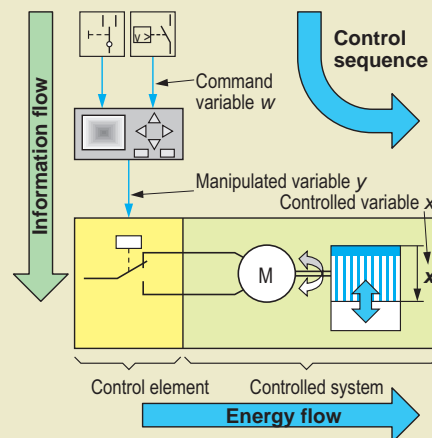 v>
Control
sequence
Command
variable w
Information flow
Manipulated variable y
Controlled variable x
M
x
Control element
Controlled system
Energy flow